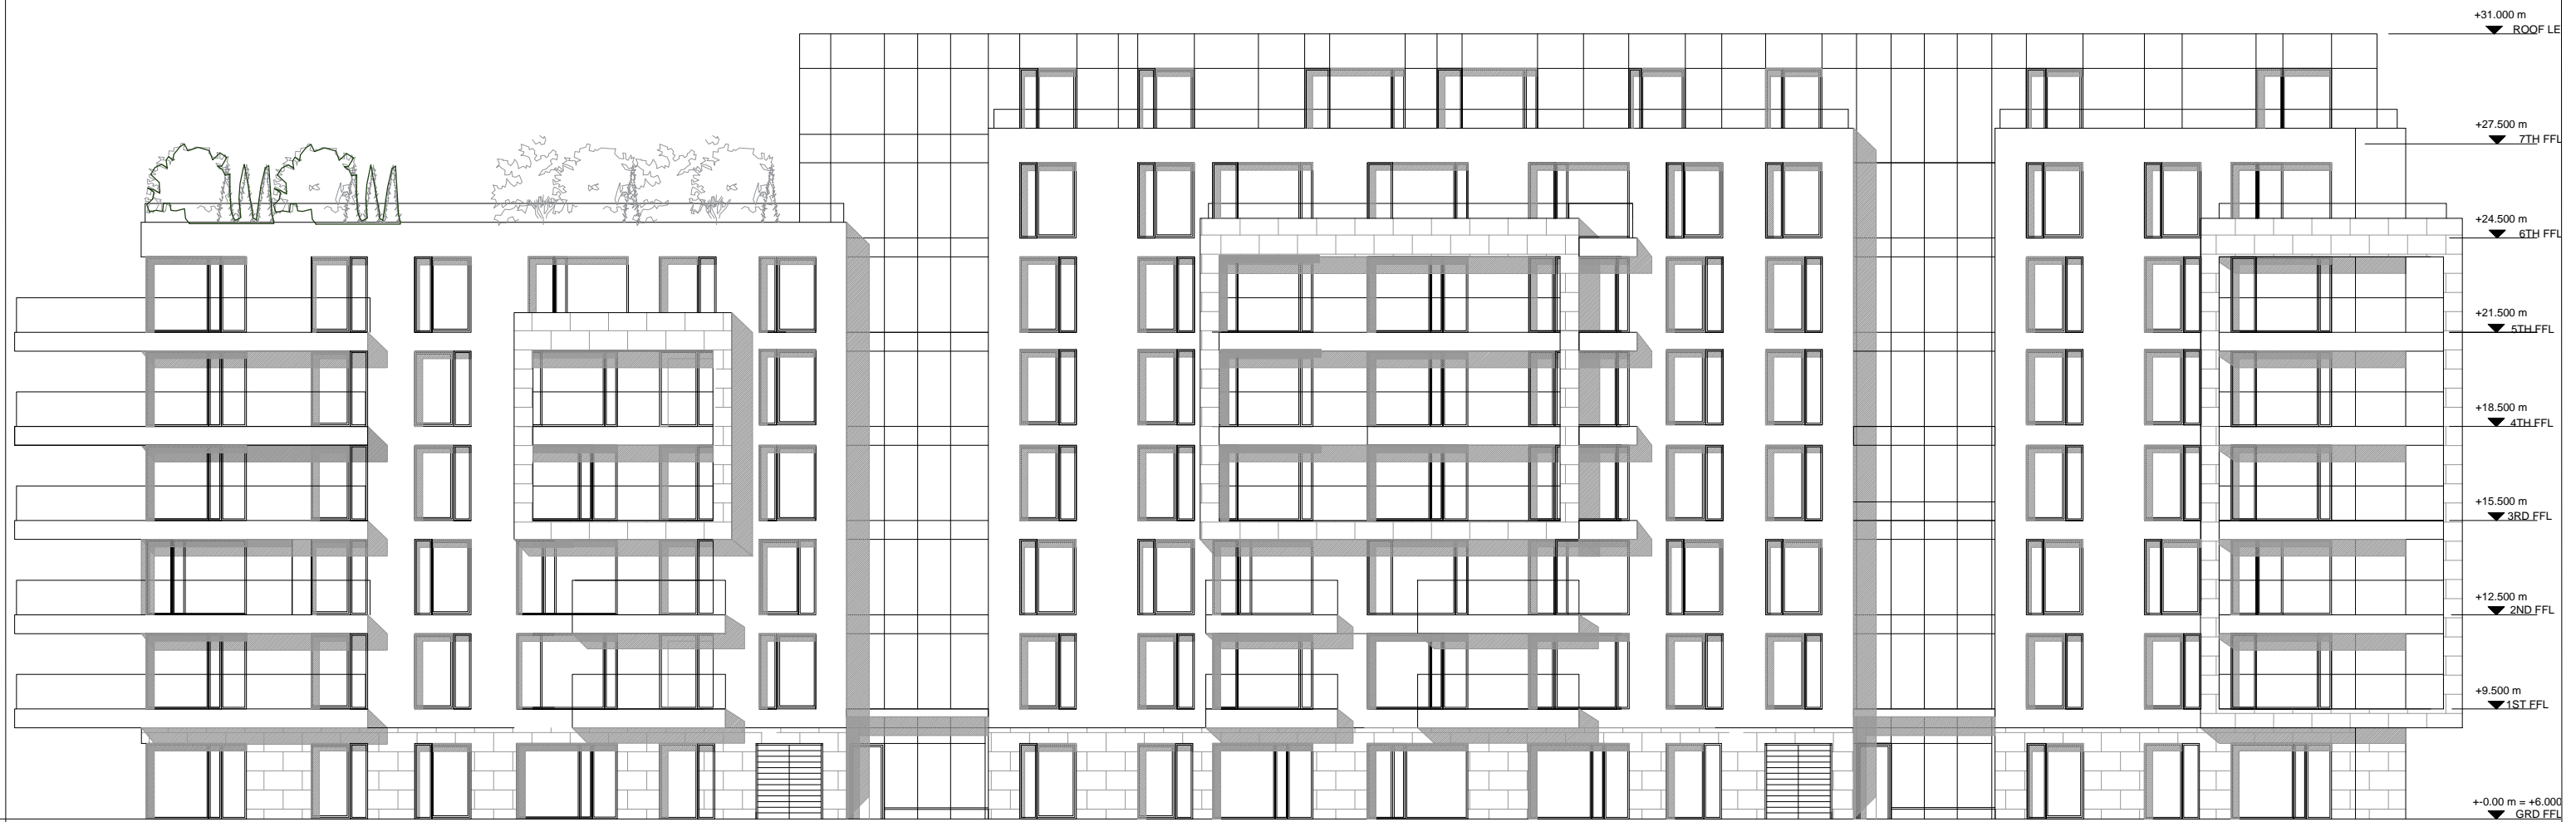 +31.000 m
ROOF LE
+27.500 m
7TH FFL
+24.500 m
6TH FFL
+21.500 m
5TH FFL
+18.500 m
4TH FFL
+15.500 m
3RD FFL
+12.500 m
2ND FFL
+9.500 m
1ST FFL
+-0.00 m = +6.000
GRD FFL